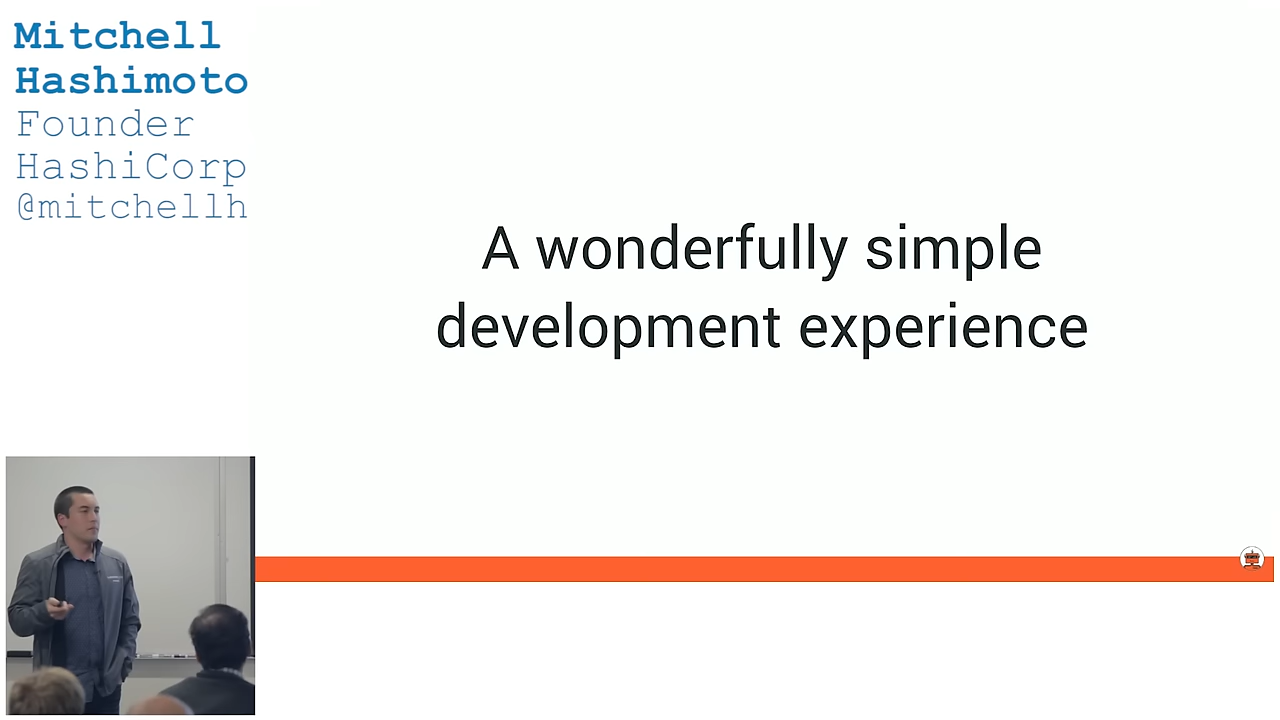 Mitchell
Hashimoto
Founder
HashiCorp
@mitchellh
A wonderfully simple
development experience